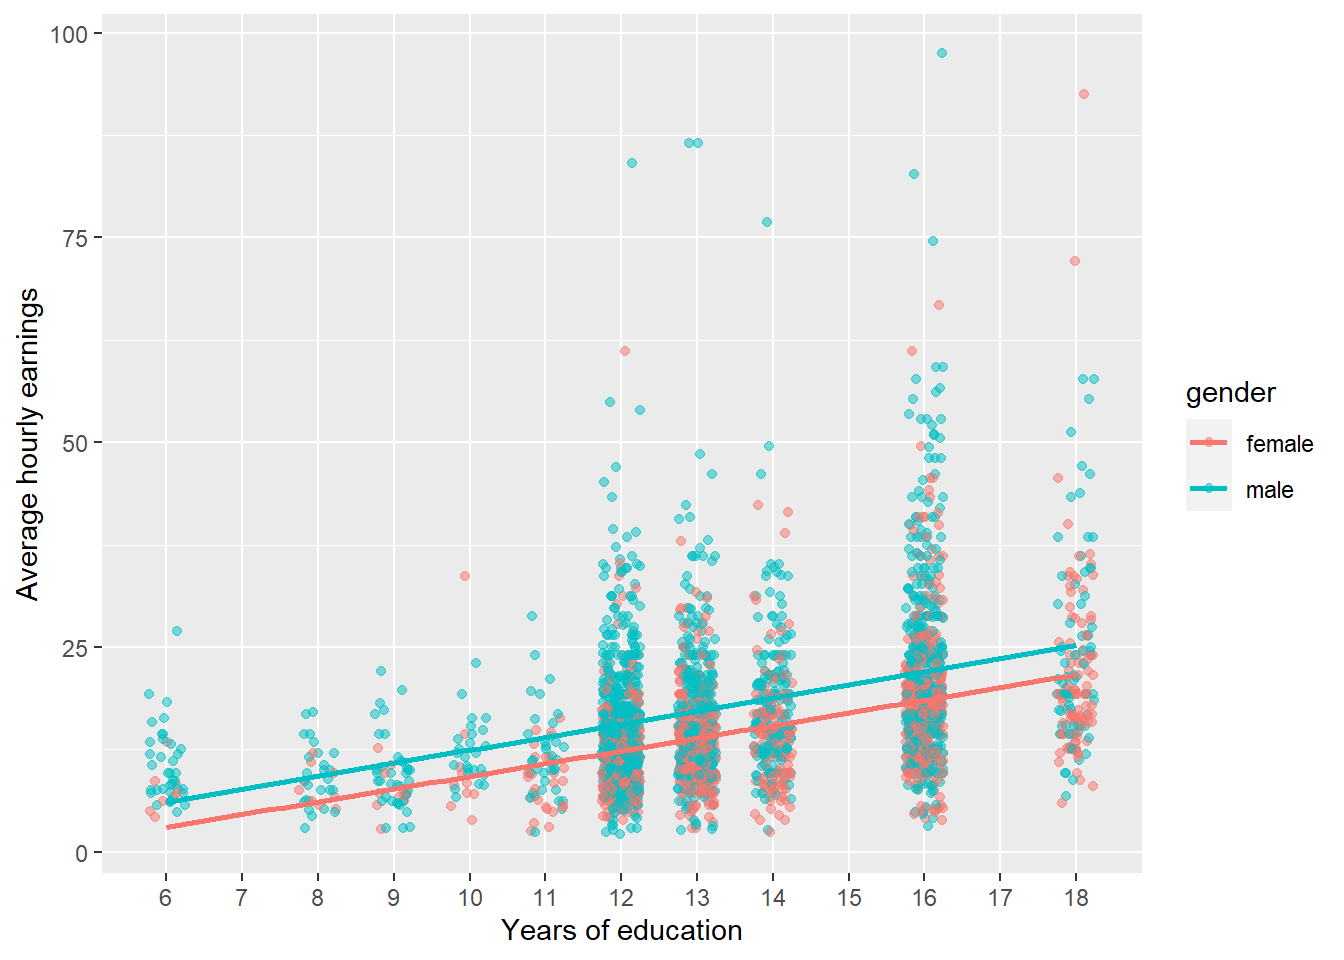 100
75
50
25
0
Average hourly earnings
6 7 8 9 10 11 12 13 14 15 16 17 18
Years of education
gender
female
male